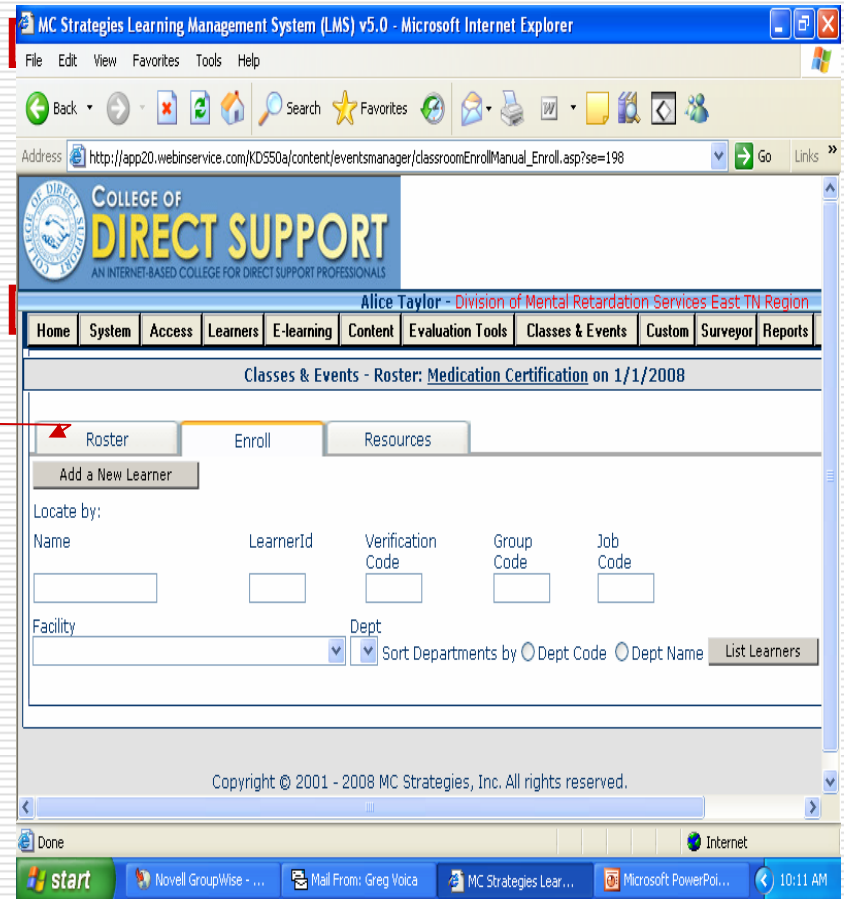 MC Strategies Learning Management System (LMS) v5.0 - Microsoft Internet Explorer
File Edit View Favorites Tools Help
Back Search Favorites
Address http://app20.webinservice.com/KDS50a/content/eventsmanager/classroomEnrollManual_Enroll.asp?se=198 Go Links »
COLLEGE OF DIRECT SUPPORT
COLLEGE OF
DIRECT SUPPORT
AN INTERNET-BASED COLLEGE FOR DIRECT SUPPORT PROFESSIONALS
Alice Taylor - Division of Mental Retardation Services East TN Region
Home System Access Learners E-learning Content Evaluation Tools Classes & Events Custom Surveyor Reports
Classes & Events - Roster: Medication Certification on 1/1/2008
Roster Enroll Resources
Add a New Learner
Locate by:
Name LearnerId Verification Group Job
Code Code Code
Facility Dept
Sort Departments by Dept Code Dept Name List Learners
Copyright © 2001 - 2008 MC Strategies, Inc. All rights reserved.
Done Internet
start Novell GroupWise - ... Mail From: Greg Voica MC Strategies Lear... Microsoft PowerPoi... 10:11 AM